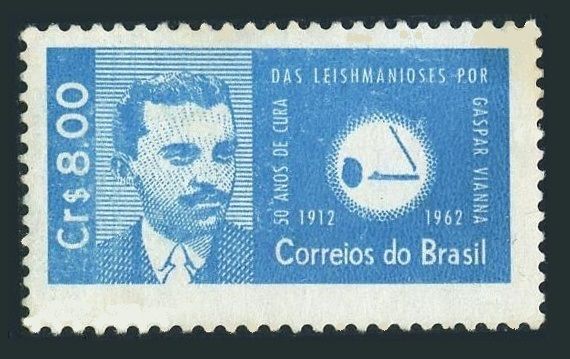 Cr$ 8.00
50 ANOS DE CURA
DAS LEISHMANIOSES POR
GASPAR VIANNA
1912 1962
Correios do Brasil